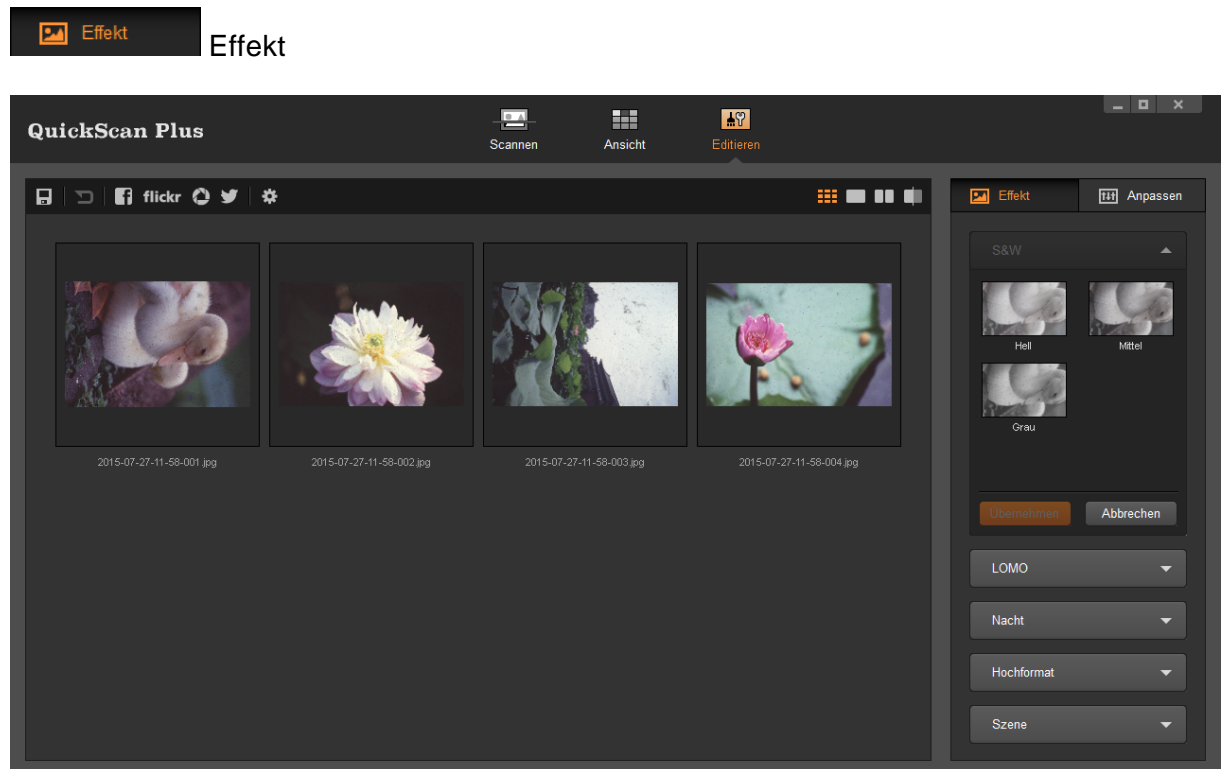 Effekt Effekt
QuickScan Plus
Scannen Ansicht Editieren
flickr
Effekt Anpassen
S&W
Hell Mittel
Grau
2015-07-27-11-58-001.jpg 2015-07-27-11-58-002.jpg 2015-07-27-11-58-003.jpg 2015-07-27-11-58-004.jpg
Übernehmen Abbrechen
LOMO
Nacht
Hochformat
Szene